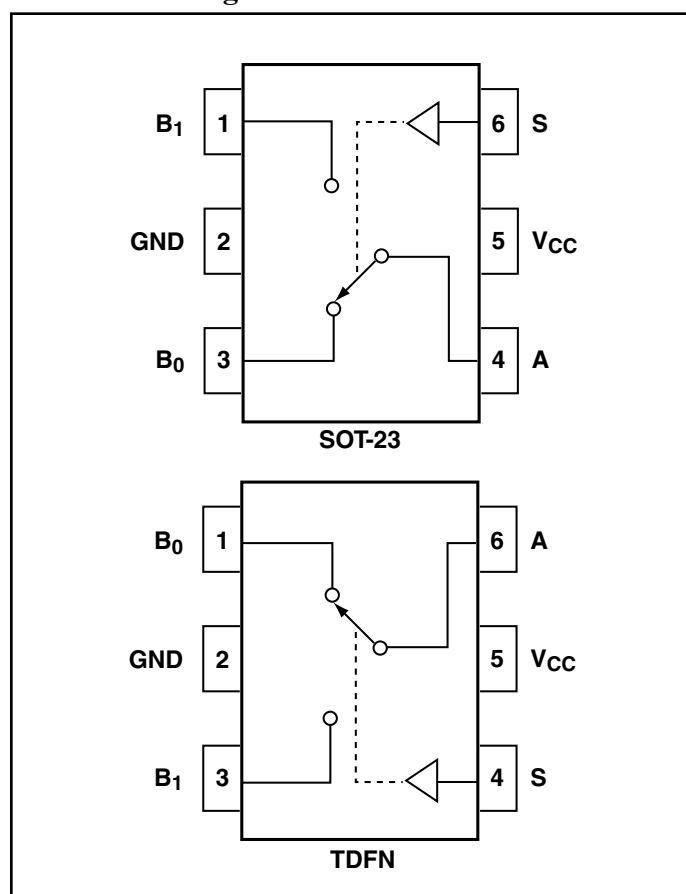 B1 1 6 S
GND 2 5 VCC
B0 3 4 A
SOT-23
B0 1 6 A
GND 2 5 VCC
B1 3 4 S
TDFN